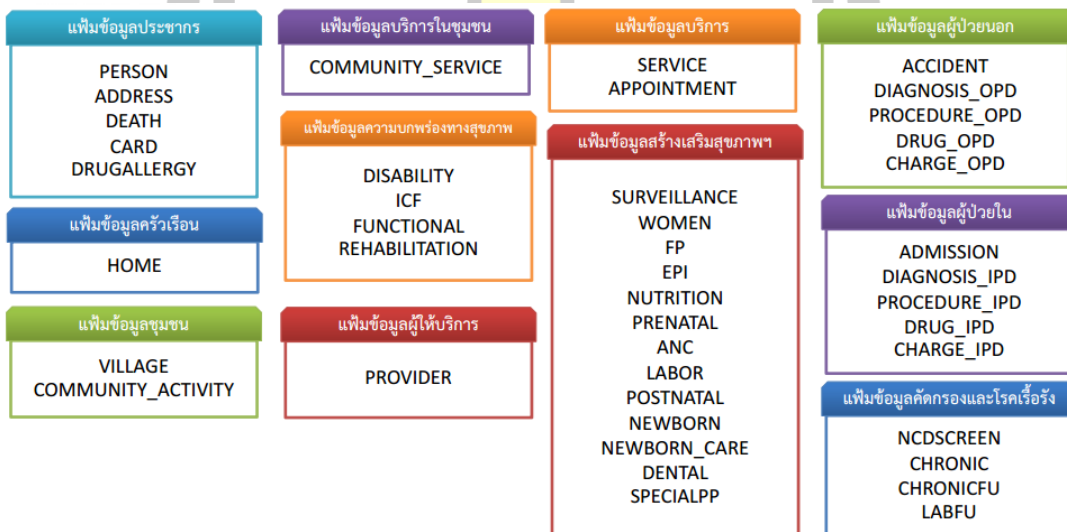 แฟ้มข้อมูลประชากร
PERSON
ADDRESS
DEATH
CARD
DRUGALLERGY
แฟ้มข้อมูลครัวเรือน
HOME
แฟ้มข้อมูลชุมชน
VILLAGE
COMMUNITY_ACTIVITY
แฟ้มข้อมูลบริการในชุมชน
COMMUNITY_SERVICE
แฟ้มข้อมูลความบกพร่องทางสุขภาพ
DISABILITY
ICF
FUNCTIONAL
REHABILITATION
แฟ้มข้อมูลผู้ให้บริการ
PROVIDER
แฟ้มข้อมูลบริการ
SERVICE
APPOINTMENT
แฟ้มข้อมูลสร้างเสริมสุขภาพฯ
SURVEILLANCE
WOMEN
FP
EPI
NUTRITION
PRENATAL
ANC
LABOR
POSTNATAL
NEWBORN
NEWBORN_CARE
DENTAL
SPECIALPP
แฟ้มข้อมูลผู้ป่วยนอก
ACCIDENT
DIAGNOSIS_OPD
PROCEDURE_OPD
DRUG_OPD
CHARGE_OPD
แฟ้มข้อมูลผู้ป่วยใน
ADMISSION
DIAGNOSIS_IPD
PROCEDURE_IPD
DRUG_IPD
CHARGE_IPD
แฟ้มข้อมูลคัดกรองและโรคเรื้อรัง
NCDSCREEN
CHRONIC
CHRONICFU
LABFU